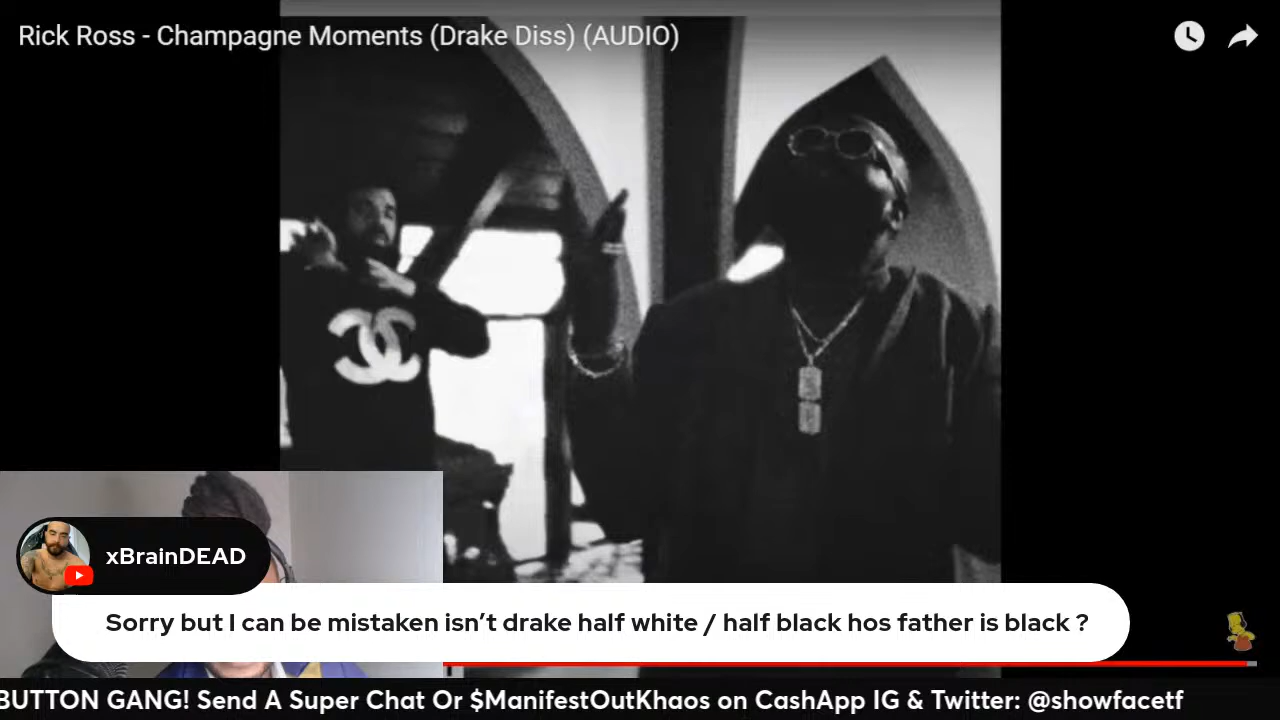 Rick Ross - Champagne Moments (Drake Diss) (AUDIO)
xBrainDEAD
Sorry but I can be mistaken isn't drake half white / half black hos father is black ?
BUTTON GANG! Send A Super Chat Or $ManifestOutKhaos on CashApp IG & Twitter: @showfacetf